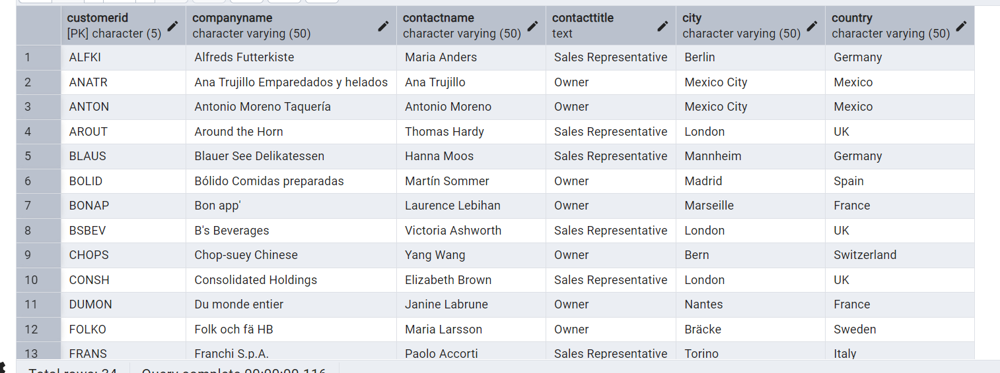 customerid companyname contactname contacttitle city country
[PK] character (5) character varying (50) character varying (50) text character varying (50) character varying (50)
1 ALFKI Alfreds Futterkiste Maria Anders Sales Representative Berlin Germany
2 ANATR Ana Trujillo Emparedados y helados Ana Trujillo Owner Mexico City Mexico
3 ANTON Antonio Moreno Taquería Antonio Moreno Owner Mexico City Mexico
4 AROUT Around the Horn Thomas Hardy Sales Representative London UK
5 BLAUS Blauer See Delikatessen Hanna Moos Sales Representative Mannheim Germany
6 BOLID Bólido Comidas preparadas Martín Sommer Owner Madrid Spain
7 BONAP Bon app' Laurence Lebihan Owner Marseille France
8 BSBEV B's Beverages Victoria Ashworth Sales Representative London UK
9 CHOPS Chop-suey Chinese Yang Wang Owner Bern Switzerland
10 CONSH Consolidated Holdings Elizabeth Brown Sales Representative London UK
11 DUMON Du monde entier Janine Labrune Owner Nantes France
12 FOLKO Folk och fä HB Maria Larsson Owner Bräcke Sweden
13 FRANS Franchi S.p.A. Paolo Accorti Sales Representative Torino Italy
Total rows: 34 Query complete 00:00:00.116